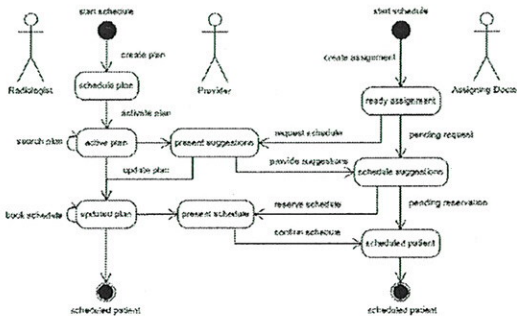 start schedule
start schedule
create plan
create assignment
Radiologist
schedule plan
Provider
ready assignment
Assigning Docto
activate plan
request schedule
pending request
search plan
active plan
present suggestions
update plan
provide suggestions
schedule suggestions
reserve schedule
pending reservation
book schedule
updated plan
present schedule
confirm schedule
scheduled patient
scheduled patient
scheduled patient